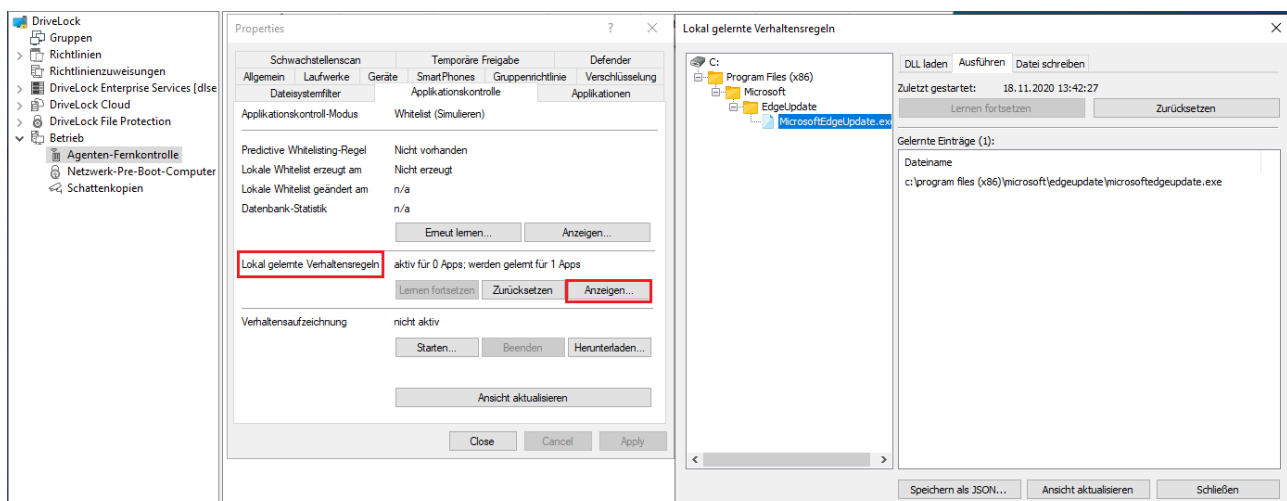 DriveLock
Gruppen
Richtlinien
Richtlinienzuweisungen
DriveLock Enterprise Services [dlse
DriveLock Cloud
DriveLock File Protection
Betrieb
Agenten-Fernkontrolle
Netzwerk-Pre-Boot-Computer
Schattenkopien
Properties
Schwachstellenscan Temporäre Freigabe Defender
Allgemein Laufwerke Geräte SmartPhones Gruppenrichtlinie Verschlüsselung
Dateisystemfilter Applikationskontrolle Applikationen
Applikationskontroll-Modus Whitelist (Simulieren)
Predictive Whitelisting-Regel Nicht vorhanden
Lokale Whitelist erzeugt am Nicht erzeugt
Lokale Whitelist geändert am n/a
Datenbank-Statistik n/a
Erneut lernen... Anzeigen...
Lokal gelernte Verhaltensregeln aktiv für 0 Apps; werden gelernt für 1 Apps
Lernen fortsetzen Zurücksetzen Anzeigen...
Verhaltensaufzeichnung nicht aktiv
Starten... Beenden Herunterladen...
Ansicht aktualisieren
Close Cancel Apply
Lokal gelernte Verhaltensregeln
C:
Program Files (x86)
Microsoft
EdgeUpdate
MicrosoftEdgeUpdate.exe
DLL laden Ausführen Datei schreiben
Zuletzt gestartet: 18.11.2020 13:42:27
Lernen fortsetzen Zurücksetzen
Gelernte Einträge (1):
Dateiname
c:\program files (x86)\microsoft\edgeupdate\microsoftedgeupdate.exe
Speichern als JSON... Ansicht aktualisieren Schließen